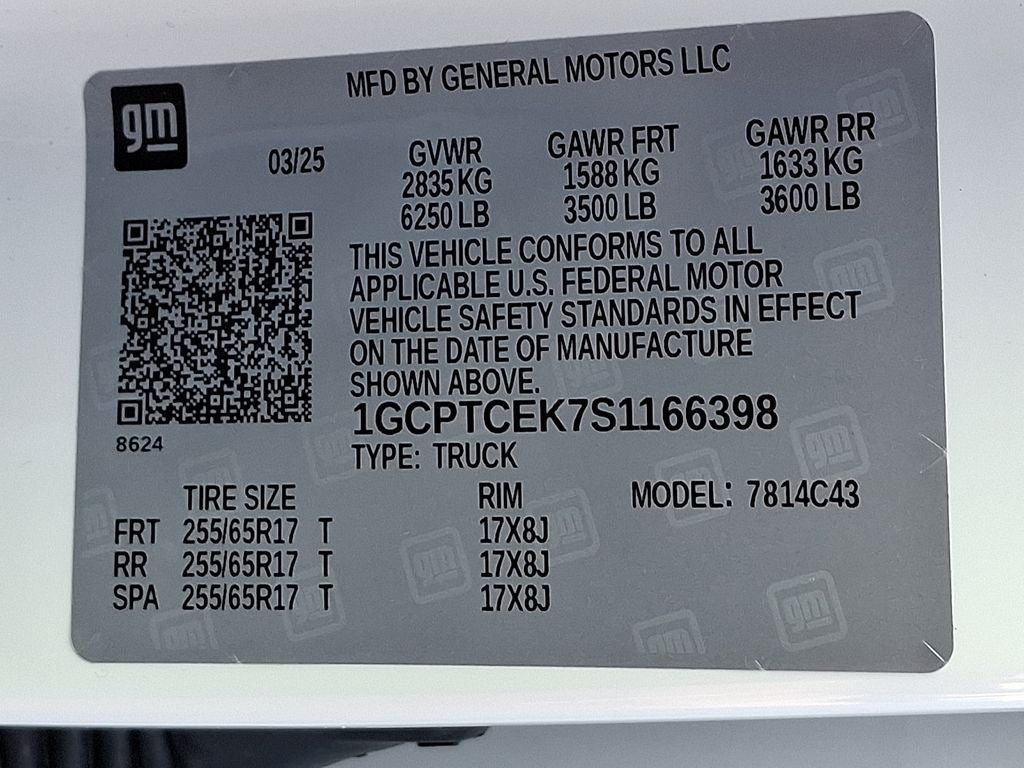 MFD BY GENERAL MOTORS LLC
gm
03/25
GVWR GAWR FRT GAWR RR
2835 KG 1588 KG 1633 KG
6250 LB 3500 LB 3600 LB
THIS VEHICLE CONFORMS TO ALL
APPLICABLE U.S. FEDERAL MOTOR
VEHICLE SAFETY STANDARDS IN EFFECT
ON THE DATE OF MANUFACTURE
SHOWN ABOVE.
1GCPTCEK7S1166398
8624
TYPE: TRUCK
TIRE SIZE RIM MODEL: 7814C43
FRT 255/65R17 T 17X8J
RR 255/65R17 T 17X8J
SPA 255/65R17 T 17X8J